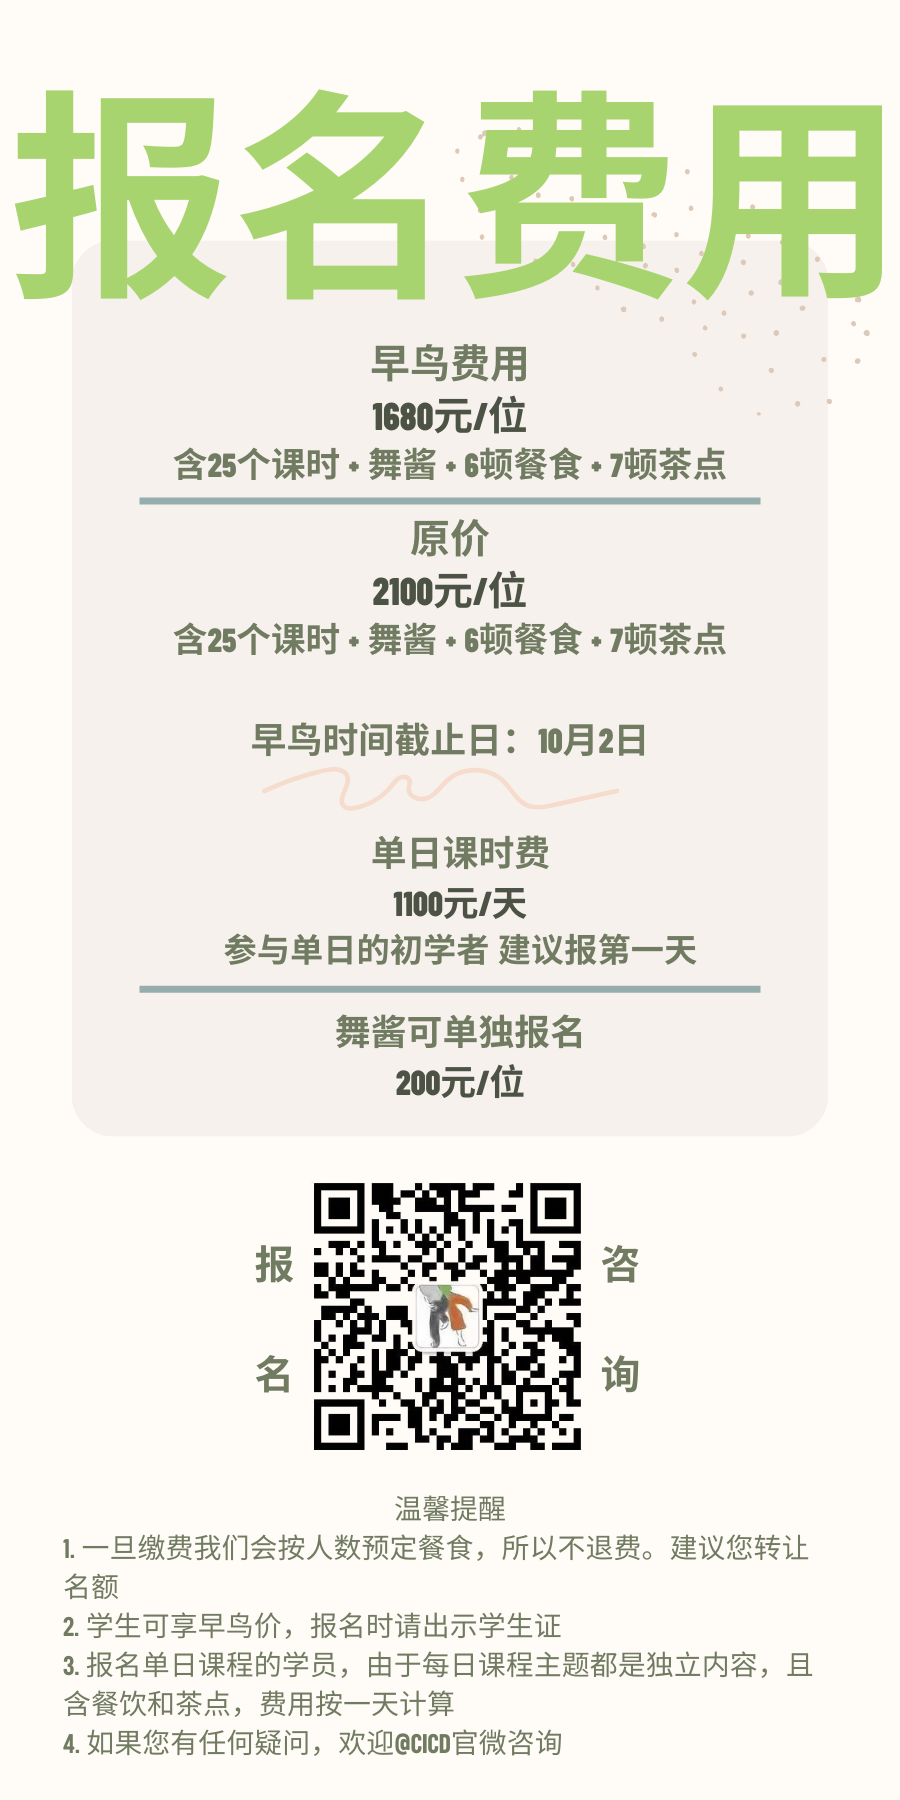 报名费用
早鸟费用
1680元/位
含25个课时 + 舞酱 + 6顿餐食 + 7顿茶点
原价
2100元/位
含25个课时 + 舞酱 + 6顿餐食 + 7顿茶点
早鸟时间截止日：10月2日
单日课时费
1100元/天
参与单日的初学者 建议报第一天
舞酱可单独报名
200元/位
报名
咨询
温馨提醒
1. 一旦缴费我们会按人数预定餐食，所以不退费。建议您转让
名额
2. 学生可享早鸟价，报名时请出示学生证
3. 报名单日课程的学员，由于每日课程主题都是独立内容，且
含餐饮和茶点，费用按一天计算
4. 如果您有任何疑问，欢迎@CICD官微咨询